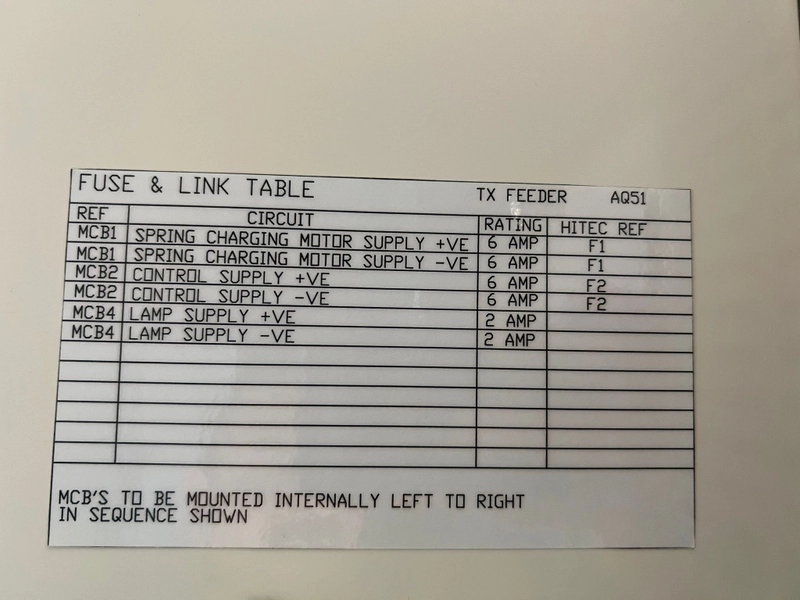 FUSE & LINK TABLE TX FEEDER AQ51
REF CIRCUIT RATING HITEC REF
MCB1 SPRING CHARGING MOTOR SUPPLY +VE 6 AMP F1
MCB1 SPRING CHARGING MOTOR SUPPLY -VE 6 AMP F1
MCB2 CONTROL SUPPLY +VE 6 AMP F2
MCB2 CONTROL SUPPLY -VE 6 AMP F2
MCB4 LAMP SUPPLY +VE 2 AMP
MCB4 LAMP SUPPLY -VE 2 AMP
MCB'S TO BE MOUNTED INTERNALLY LEFT TO RIGHT
IN SEQUENCE SHOWN